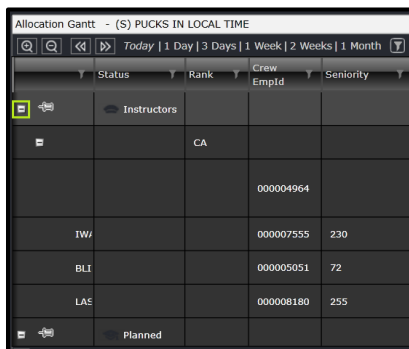 Allocation Gantt - (S) PUCKS IN LOCAL TIME
Today | 1 Day | 3 Days | 1 Week | 2 Weeks | 1 Month
Status Rank Crew EmpId Seniority
Instructors
CA
000004964
IWA 000007555 230
BLI 000005051 72
LAS 000008180 255
Planned